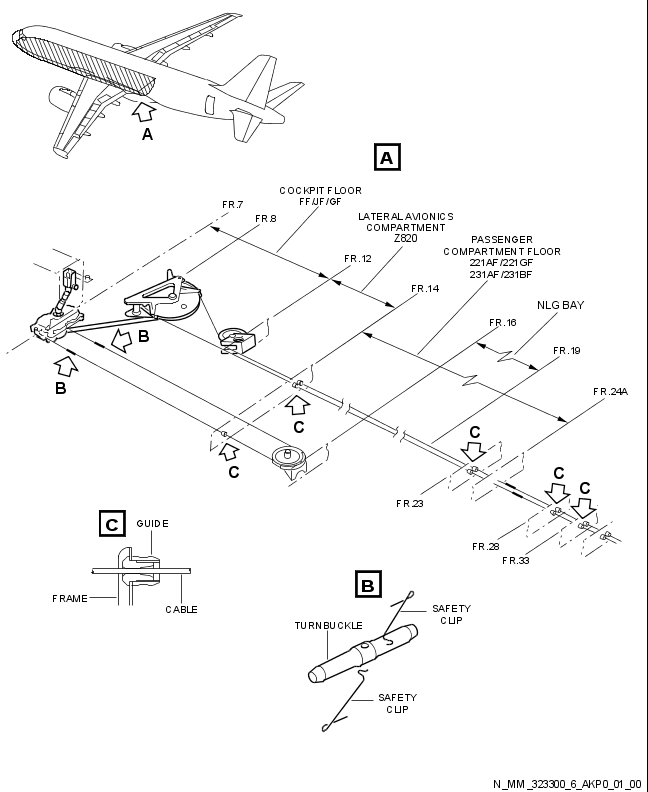 A
A
COCKPIT FLOOR
FF/JF/GF
FR.7
FR.8
LATERAL AVIONICS
COMPARTMENT
Z820
PASSENGER
COMPARTMENT FLOOR
221AF/221GF
231AF/231BF
FR.12
FR.14
NLG BAY
FR.16
FR.19
FR.24A
B
B
C
C
C
C
C
FR.23
FR.28
FR.33
C
GUIDE
FRAME
CABLE
B
SAFETY
CLIP
TURNBUCKLE
SAFETY
CLIP
N_MM_323300_6_AKP0_01_00